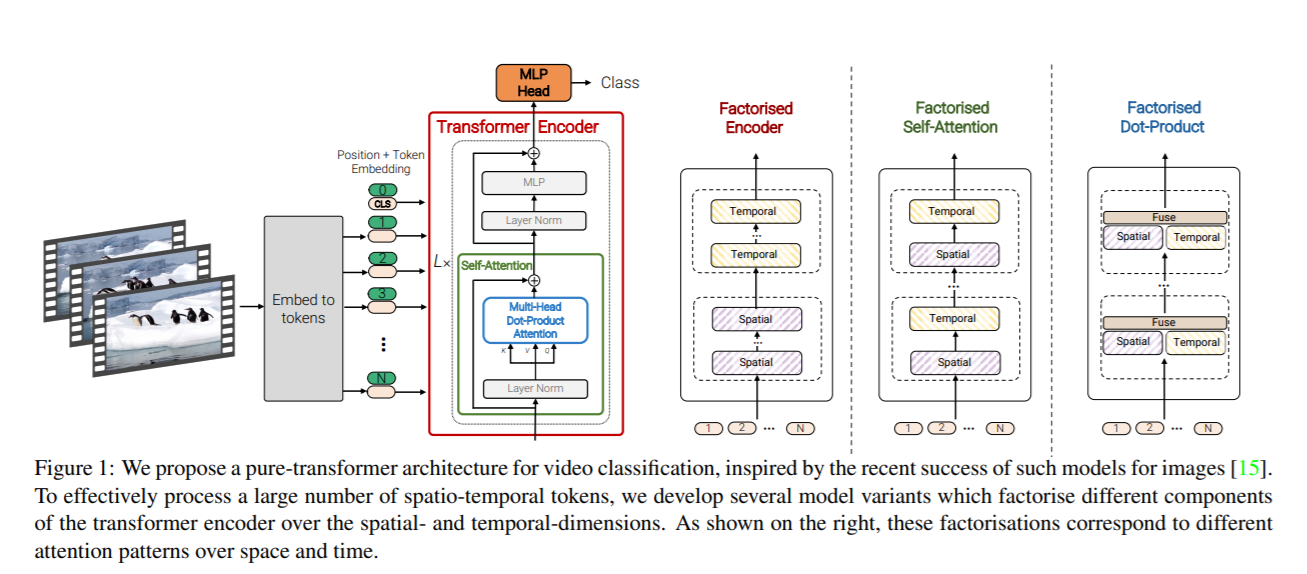 MLP
Head
Class
Transformer Encoder
Position + Token
Embedding
0
CLS
1
2
3
N
Embed to
tokens
L×
MLP
Layer Norm
Self-Attention
Multi-Head
Dot-Product
Attention
K V Q
Layer Norm
Factorised
Encoder
Temporal
...
Temporal
Spatial
...
Spatial
1 2 ... N
Factorised
Self-Attention
Temporal
Spatial
...
Temporal
Spatial
1 2 ... N
Factorised
Dot-Product
Fuse
Spatial Temporal
...
Fuse
Spatial Temporal
1 2 ... N
Figure 1: We propose a pure-transformer architecture for video classification, inspired by the recent success of such models for images [15].
To effectively process a large number of spatio-temporal tokens, we develop several model variants which factorise different components
of the transformer encoder over the spatial- and temporal-dimensions. As shown on the right, these factorisations correspond to different
attention patterns over space and time.